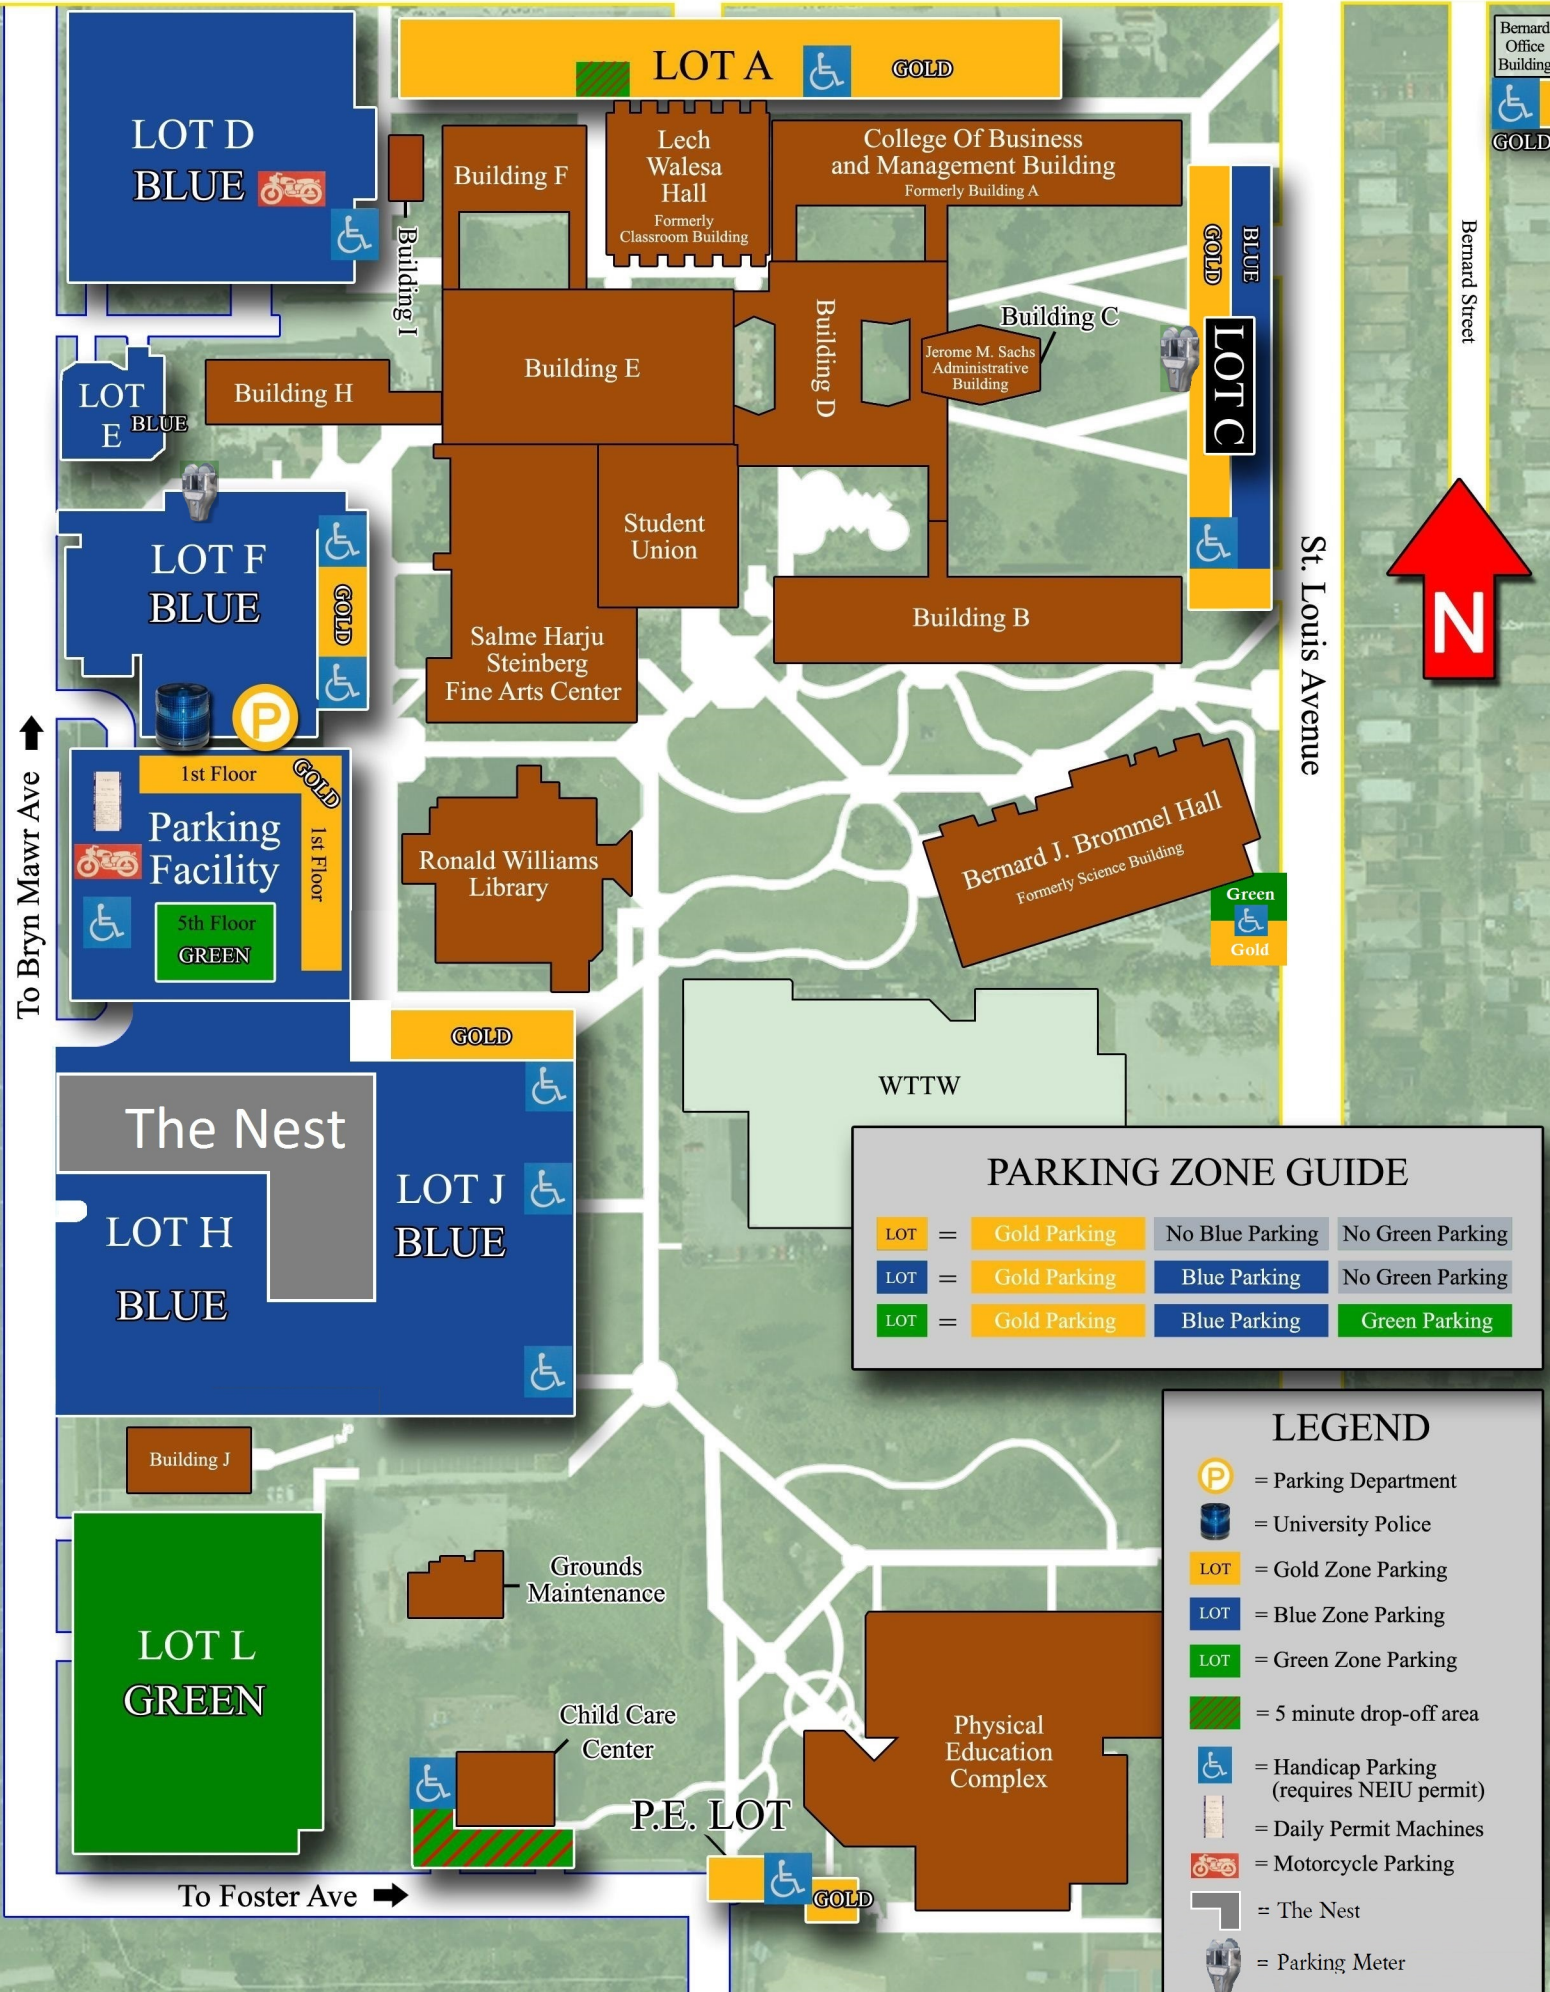 LOT A
GOLD
Bernard
Office
Building
GOLD
LOT D
BLUE
Building F
Lech
Walesa
Hall
Formerly
Classroom Building
College Of Business
and Management Building
Formerly Building A
Building I
GOLD
BLUE
LOT C
Bernard Street
Building C
Building D
Jerome M. Sachs
Administrative
Building
Building E
Building H
LOT
E
BLUE
Student
Union
LOT F
BLUE
GOLD
Building B
Salme Harju
Steinberg
Fine Arts Center
St. Louis Avenue
N
P
1st Floor
GOLD
1st Floor
Parking
Facility
5th Floor
GREEN
To Bryn Mawr Ave
Ronald Williams
Library
Bernard J. Brommel Hall
Formerly Science Building
Green
Gold
GOLD
The Nest
WTTW
LOT J
BLUE
LOT H
BLUE
PARKING ZONE GUIDE
LOT = Gold Parking No Blue Parking No Green Parking
LOT = Gold Parking Blue Parking No Green Parking
LOT = Gold Parking Blue Parking Green Parking
Building J
Grounds
Maintenance
LOT L
GREEN
Child Care
Center
Physical
Education
Complex
P.E. LOT
GOLD
To Foster Ave
LEGEND
P = Parking Department
= University Police
LOT = Gold Zone Parking
LOT = Blue Zone Parking
LOT = Green Zone Parking
= 5 minute drop-off area
= Handicap Parking
(requires NEIU permit)
= Daily Permit Machines
= Motorcycle Parking
= The Nest
= Parking Meter